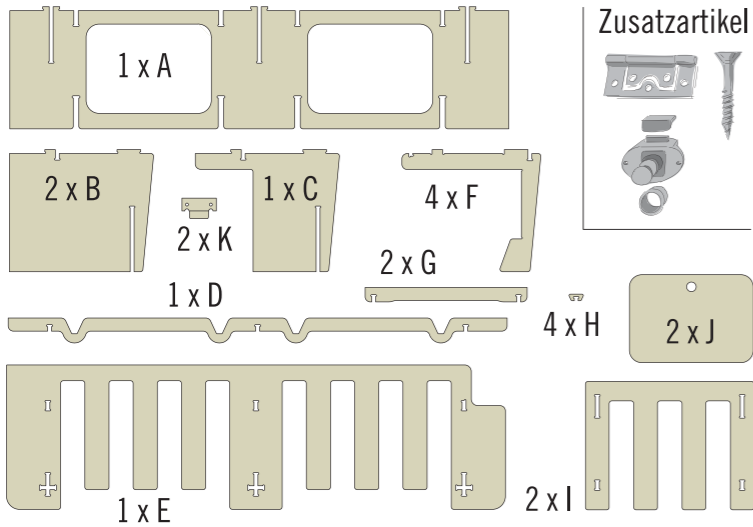 Zusatzartikel
1 x A
2 x B
1 x C
4 x F
2 x K
2 x G
1 x D
4 x H
2 x J
1 x E
2 x I